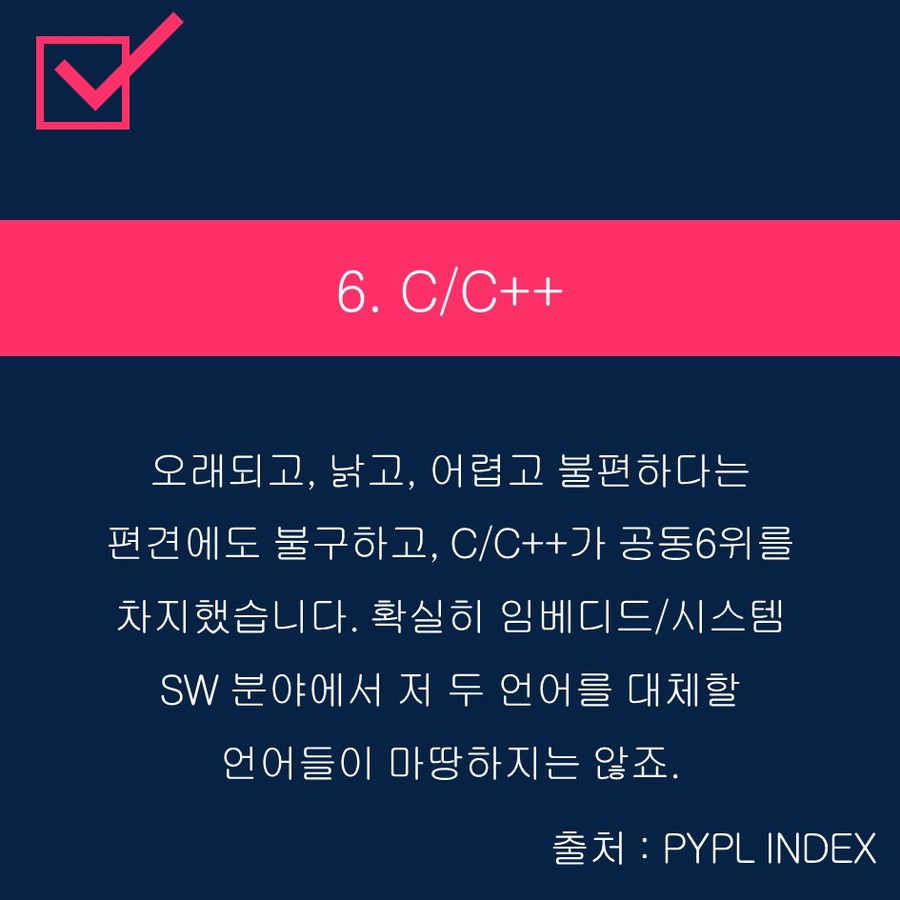 6. C/C++
오래되고, 낡고, 어렵고 불편하다는
편견에도 불구하고, C/C++가 공동6위를
차지했습니다. 확실히 임베디드/시스템
SW 분야에서 저 두 언어를 대체할
언어들이 마땅하지는 않죠.
출처 : PYPL INDEX